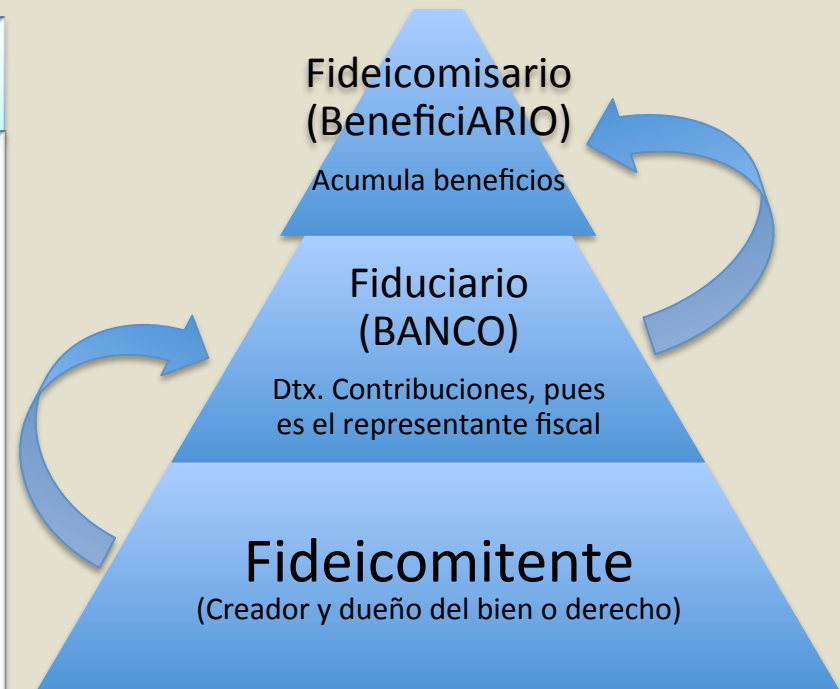 Fideicomisario
(BeneficiARIO)
Acumula beneficios
Fiduciario
(BANCO)
Dtx. Contribuciones, pues
es el representante fiscal
Fideicomitente
(Creador y dueño del bien o derecho)